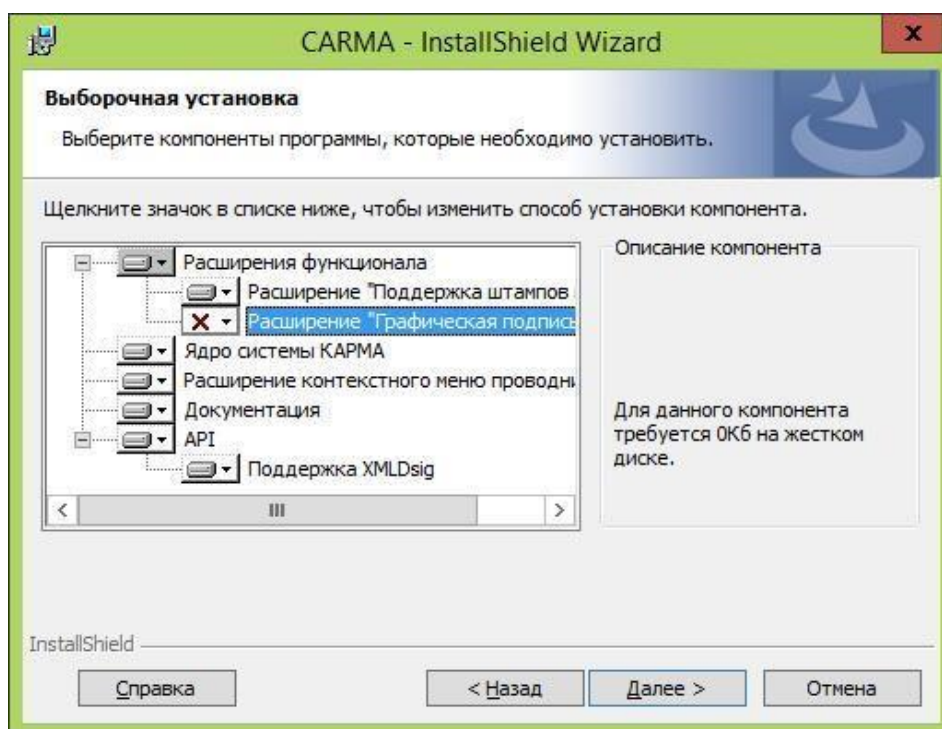 CARMA - InstallShield Wizard
x
Выборочная установка
Выберите компоненты программы, которые необходимо установить.
Щелкните значок в списке ниже, чтобы изменить способ установки компонента.
Расширения функционала
Расширение "Поддержка штампов
Расширение "Графическая подпись
Ядро системы КАРМА
Расширение контекстного меню проводни
Документация
API
Поддержка XMLDsig
Описание компонента
Для данного компонента
требуется 0Кб на жестком
диске.
InstallShield
Справка
< Назад
Далее >
Отмена